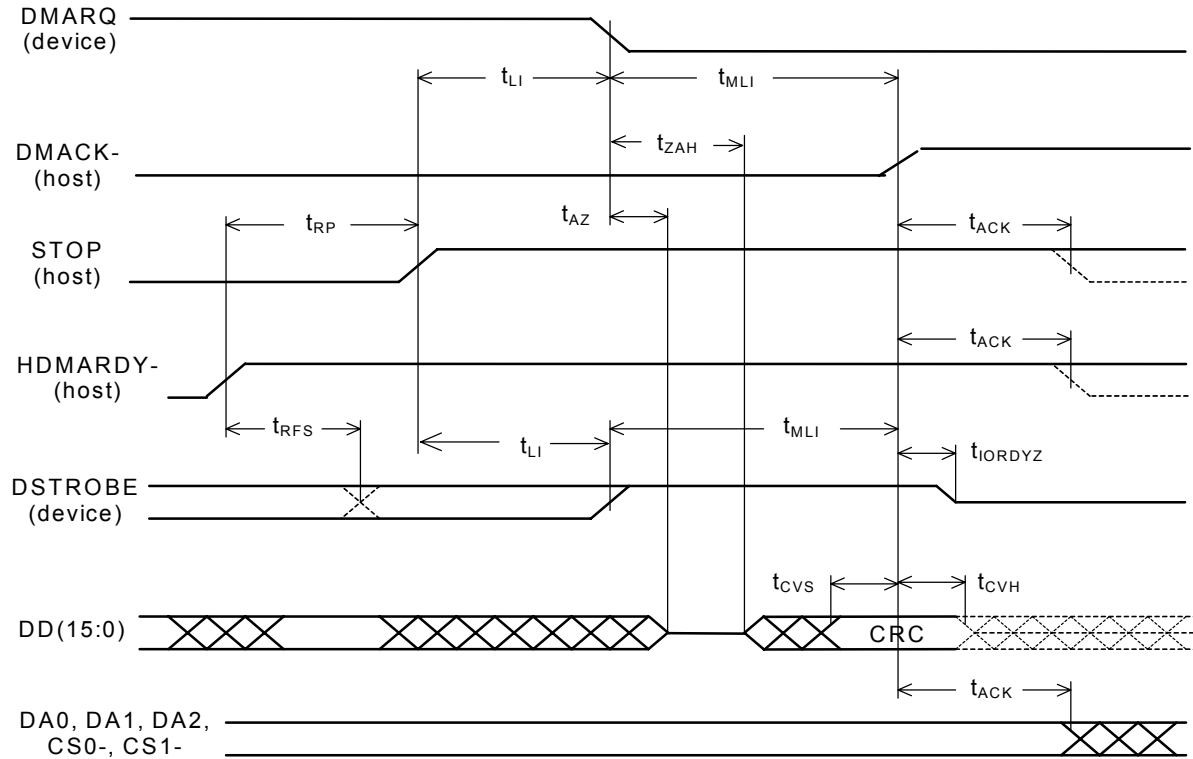 DMARQ
(device)
tLI
tMLI
DMACK-
(host)
tZAH
tAZ
tRP
tACK
STOP
(host)
tACK
HDMARDY-
(host)
tRFS
tLI
tMLI
tIORDYZ
DSTROBE
(device)
tCVS
tCVH
DD(15:0)
CRC
tACK
DA0, DA1, DA2,
CS0-, CS1-